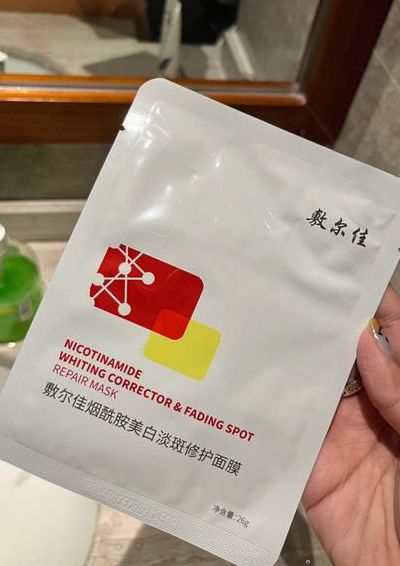 敷尔佳
NICOTINAMIDE
WHITING CORRECTOR & FADING SPOT
REPAIR MASK
敷尔佳烟酰胺美白淡斑修护面膜
净含量:26g